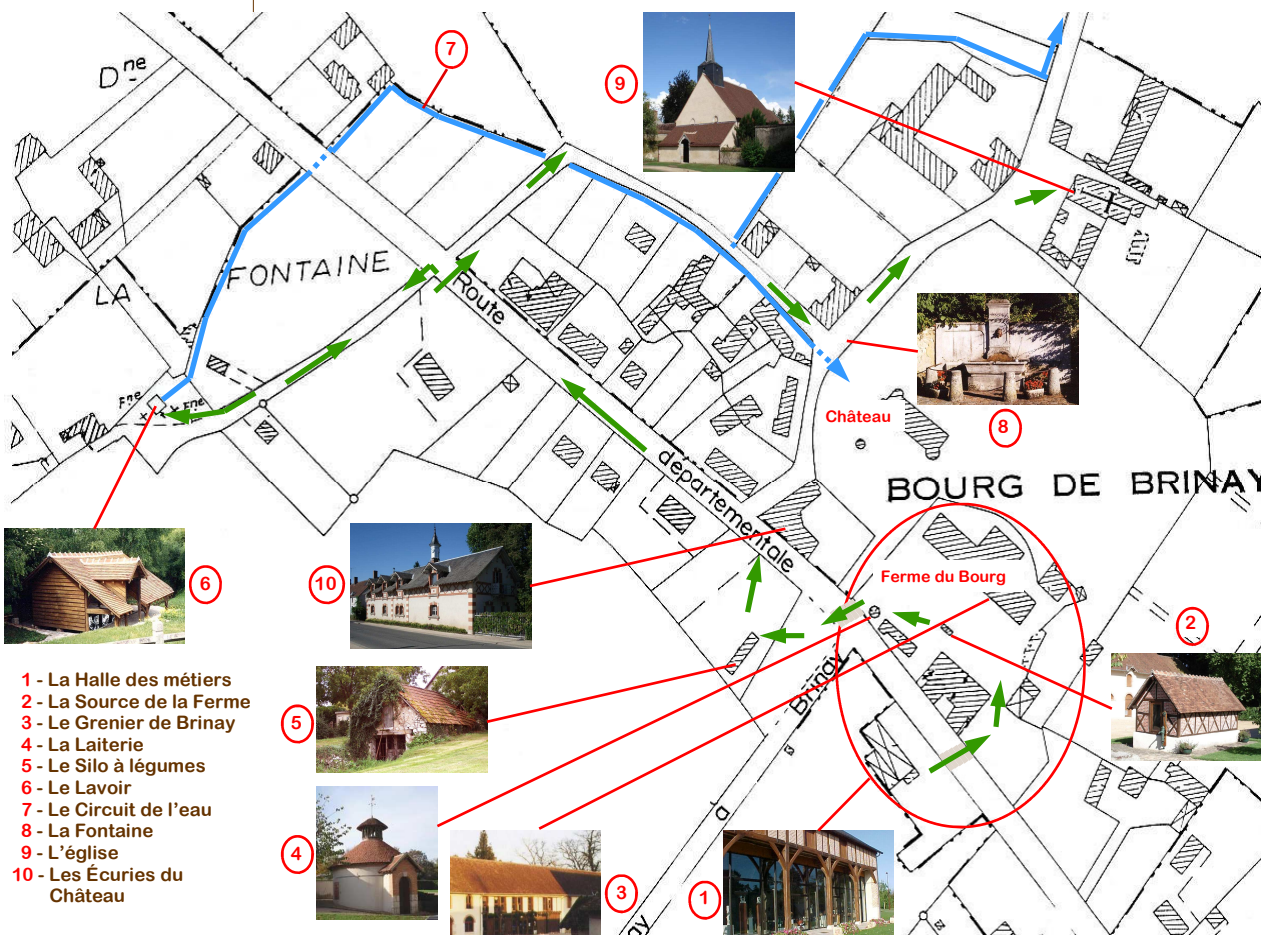 7
9
Dne
FONTAINE
LA
Route
Fne
Fne
Château
8
départementale
BOURG DE BRINAY
6
10
Ferme du Bourg
2
Brinay
5
1 - La Halle des métiers
2 - La Source de la Ferme
3 - Le Grenier de Brinay
4 - La Laiterie
5 - Le Silo à légumes
6 - Le Lavoir
7 - Le Circuit de l'eau
8 - La Fontaine
9 - L'église
10 - Les Écuries du
Château
4
3
1